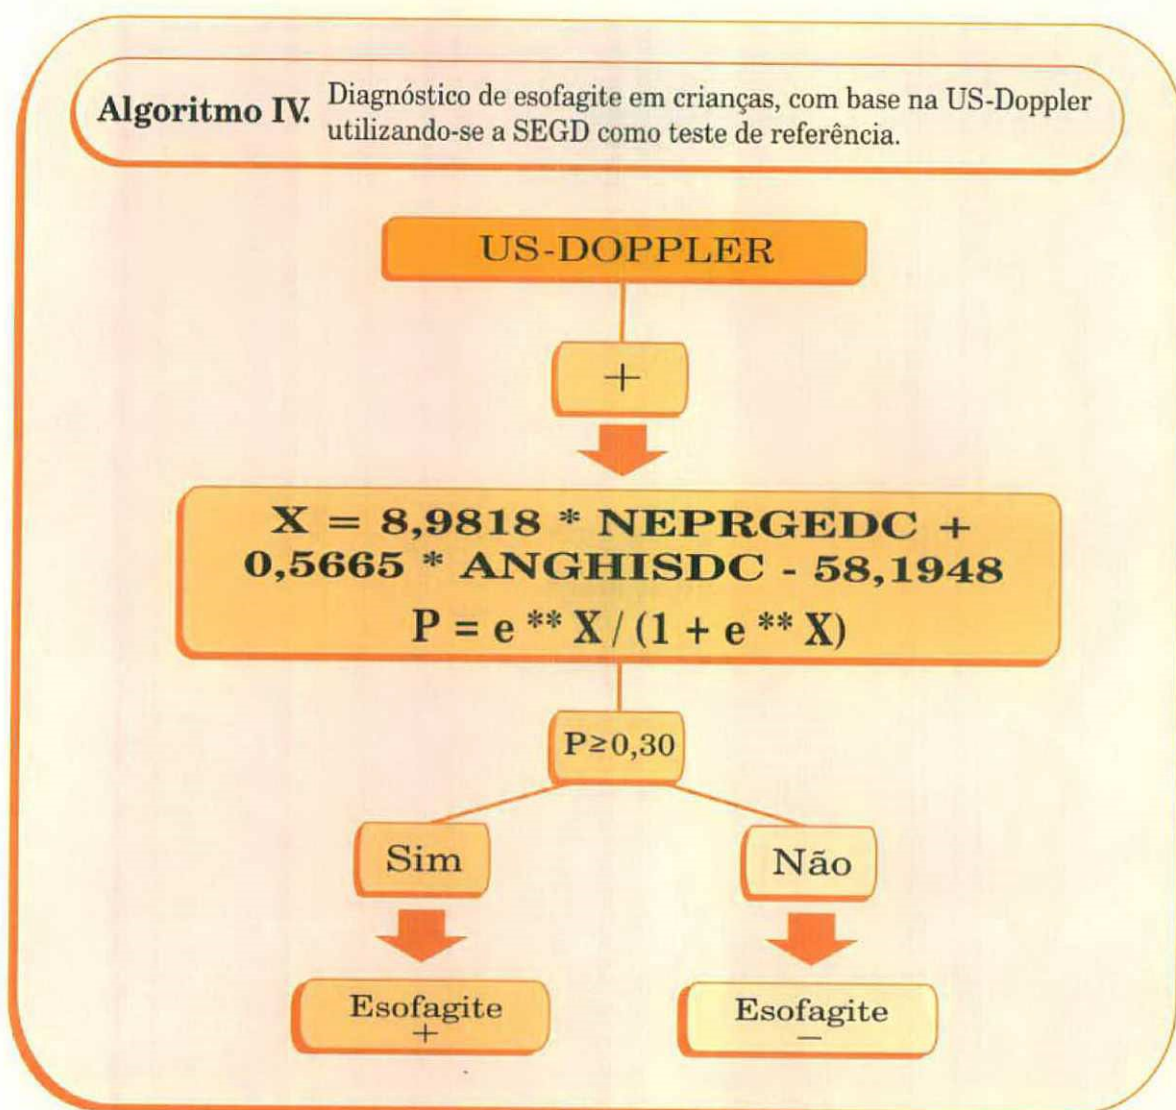 Algoritmo IV. Diagnóstico de esofagite em crianças, com base na US-Doppler
utilizando-se a SEGD como teste de referência.
US-DOPPLER
+
X = 8,9818 * NEPRGEDC +
0,5665 * ANGHISDC - 58,1948
P = e ** X / (1 + e ** X)
P≥0,30
Sim
Não
Esofagite
+
Esofagite
−